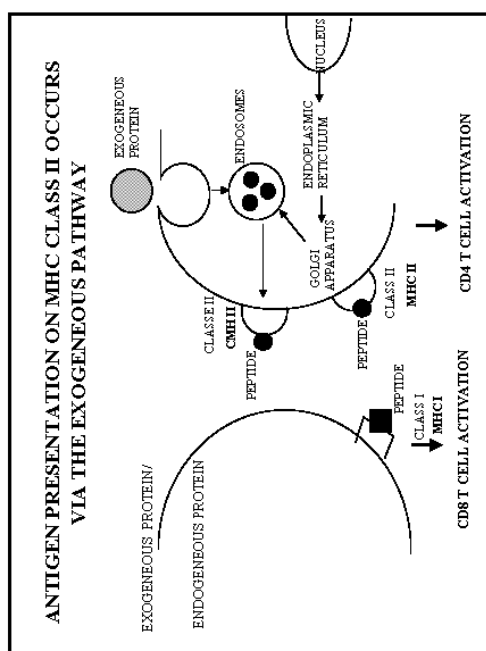 ANTIGEN PRESENTATION ON MHC CLASS II OCCURS
VIA THE EXOGENEOUS PATHWAY
EXOGENEOUS PROTEIN/
ENDOGENEOUS PROTEIN
PEPTIDE
CLASS I
MHC I
CD8 T CELL ACTIVATION
EXOGENEOUS
PROTEIN
ENDOSOMES
NUCLEUS
ENDOPLASMIC
RETICULUM
GOLGI
APPARATUS
CLASSE II
CMH II
PEPTIDE
PEPTIDE
CLASS II
MHC II
CD4 T CELL ACTIVATION